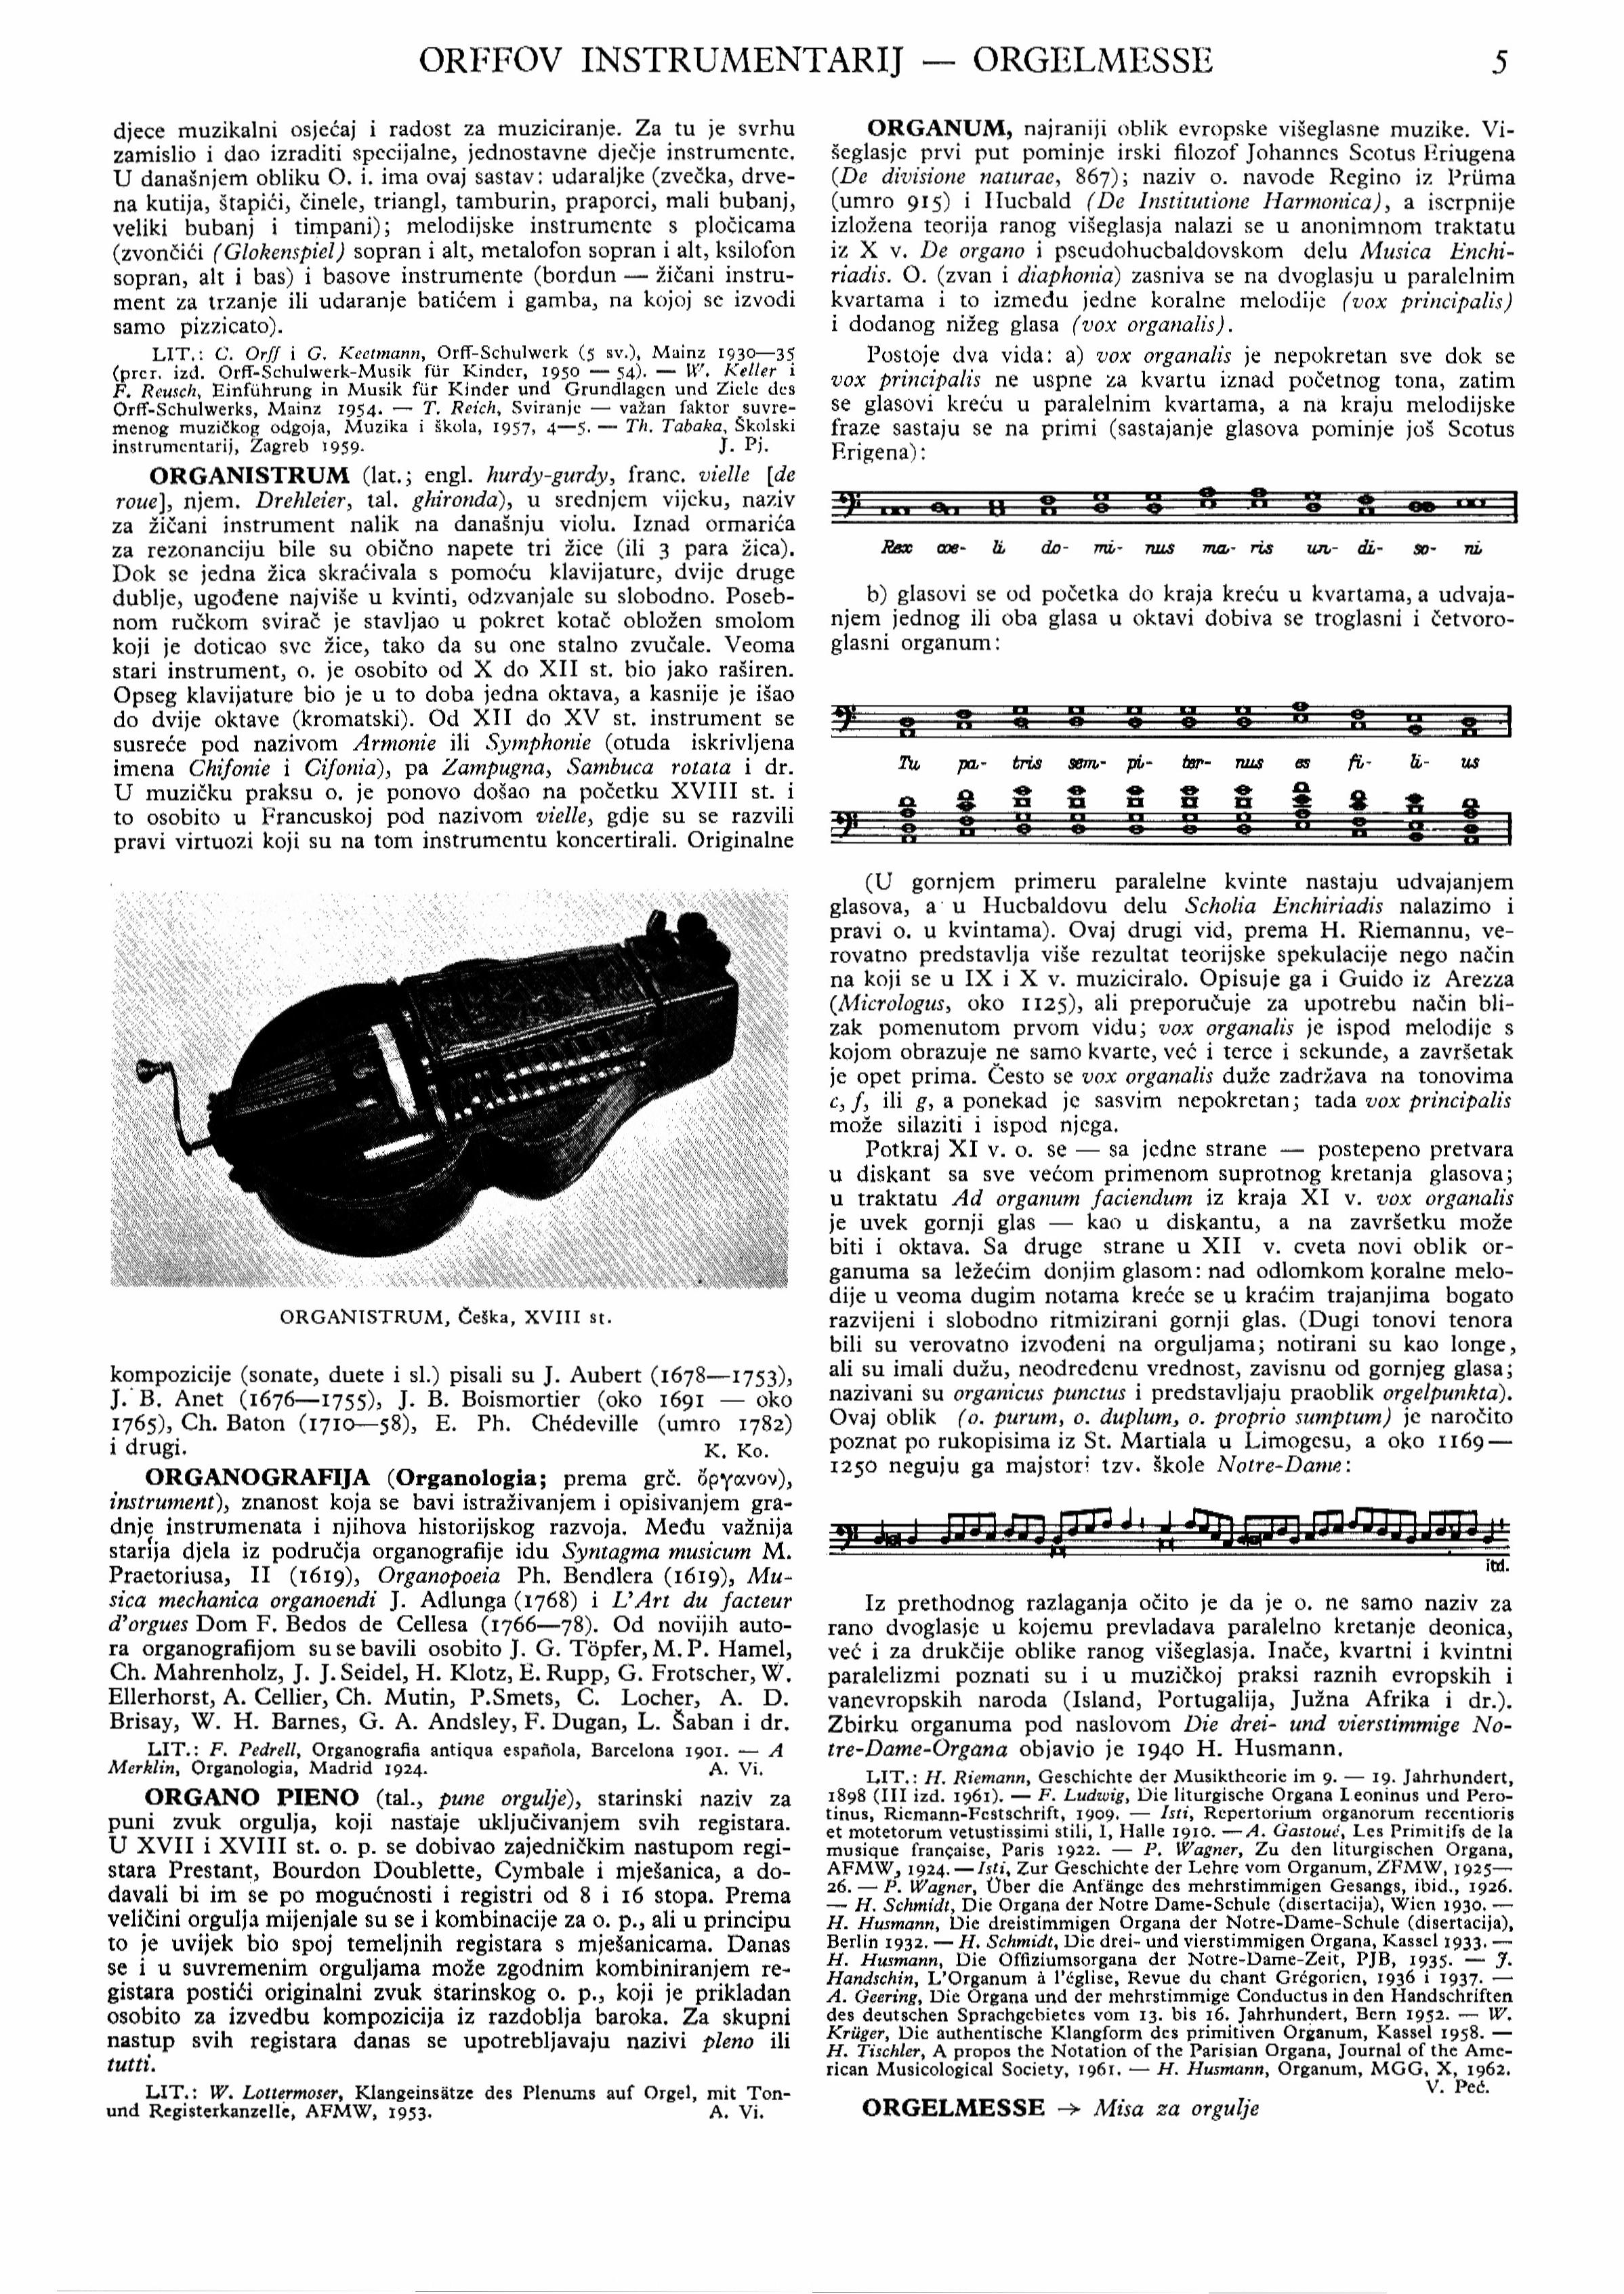 ORFFOV INSTRUMENTARIJ — ORGELMESSE 5
djece muzikalni osjećaj i radost za muziciranje. Za tu je svrhu
zamislio i dao izraditi specijalne, jednostavne dječje instrumente.
U današnjem obliku O. i. ima ovaj sastav: udaraljke (zvečka, drve-
na kutija, štapići, činele, triangl, tamburin, praporci, mali bubanj,
veliki bubanj i timpani); melodijske instrumente s pločicama
(zvončići (Glokenspiel) sopran i alt, metalofon sopran i alt, ksilofon
sopran, alt i bas) i basove instrumente (bordun — žičani instru-
ment za trzanje ili udaranje batićem i gamba, na kojoj se izvodi
samo pizzicato).
LIT.: C. Orff i G. Keetmann, Orff-Schulwerk (5 sv.), Mainz 1930—35
(prer. izd. Orff-Schulwerk-Musik für Kinder, 1950 — 54). — W. Keller i
F. Reusch, Einführung in Musik für Kinder und Grundlagen und Ziele des
Orff-Schulwerks, Mainz 1954. — T. Reich, Sviranje — važan faktor suvre-
menog muzičkog odgoja, Muzika i škola, 1957, 4—5. — Th. Tabaka, Školski
instrumentarij, Zagreb 1959. J. Pj.
ORGANISTRUM (lat.; engl. hurdy-gurdy, franc. vielle [de
roue], njem. Drehleier, tal. ghironda), u srednjem vijeku, naziv
za žičani instrument nalik na današnju violu. Iznad ormarića
za rezonanciju bile su obično napete tri žice (ili 3 para žica).
Dok se jedna žica skraćivala s pomoću klavijature, dvije druge
dublje, ugođene najviše u kvinti, odzvanjale su slobodno. Poseb-
nom ručkom svirač je stavljao u pokret kotač obložen smolom
koji je doticao sve žice, tako da su one stalno zvučale. Veoma
stari instrument, o. je osobito od X do XII st. bio jako raširen.
Opseg klavijature bio je u to doba jedna oktava, a kasnije je išao
do dvije oktave (kromatski). Od XII do XV st. instrument se
susreće pod nazivom Armonie ili Symphonie (otuda iskrivljena
imena Chifonie i Cifonia), pa Zampugna, Sambuca rotata i dr.
U muzičku praksu o. je ponovo došao na početku XVIII st. i
to osobito u Francuskoj pod nazivom vielle, gdje su se razvili
pravi virtuozi koji su na tom instrumentu koncertirali. Originalne
ORGANISTRUM, Češka, XVIII st.
kompozicije (sonate, duete i sl.) pisali su J. Aubert (1678—1753),
J. B. Anet (1676—1755), J. B. Boismortier (oko 1691 — oko
1765), Ch. Baton (1710—58), E. Ph. Chédeville (umro 1782)
i drugi. K. Ko.
ORGANOGRAFIJA (Organologia; prema grč. ὄργανον),
instrument), znanost koja se bavi istraživanjem i opisivanjem gra-
dnje instrumenata i njihova historijskog razvoja. Među važnija
starija djela iz područja organografije idu Syntagma musicum M.
Praetoriusa, II (1619), Organopoeia Ph. Bendlera (1619), Mu-
sica mechanica organoendi J. Adlunga (1768) i L'Art du facteur
d'orgues Dom F. Bedos de Cellesa (1766—78). Od novijih auto-
ra organografijom su se bavili osobito J. G. Töpfer, M. P. Hamel,
Ch. Mahrenholz, J. J. Seidel, H. Klotz, E. Rupp, G. Frotscher, W.
Ellerhorst, A. Cellier, Ch. Mutin, P.Smets, C. Locher, A. D.
Brisay, W. H. Barnes, G. A. Andsley, F. Dugan, L. Šaban i dr.
LIT.: F. Pedrell, Organografia antiqua española, Barcelona 1901. — A
Merklin, Organologia, Madrid 1924. A. Vi.
ORGANO PIENO (tal., pune orgulje), starinski naziv za
puni zvuk orgulja, koji nastaje uključivanjem svih registara.
U XVII i XVIII st. o. p. se dobivao zajedničkim nastupom regi-
stara Prestant, Bourdon Doublette, Cymbale i mješanica, a do-
davali bi im se po mogućnosti i registri od 8 i 16 stopa. Prema
veličini orgulja mijenjale su se i kombinacije za o. p., ali u principu
to je uvijek bio spoj temeljnih registara s mješanicama. Danas
se i u suvremenim orguljama može zgodnim kombiniranjem re-
gistara postići originalni zvuk starinskog o. p., koji je prikladan
osobito za izvedbu kompozicija iz razdoblja baroka. Za skupni
nastup svih registara danas se upotrebljavaju nazivi pleno ili
tutti.
LIT.: W. Lottermoser, Klangeinsätze des Plenums auf Orgel, mit Ton-
und Registerkanzelle, AFMW, 1953. A. Vi.
ORGANUM, najraniji oblik evropske višeglasne muzike. Vi-
šeglasje prvi put pominje irski filozof Johannes Scotus Eriugena
(De divisione naturae, 867); naziv o. navode Regino iz Prüma
(umro 915) i Hucbald (De Institutione Harmonica), a iscrpnije
izložena teorija ranog višeglasja nalazi se u anonimnom traktatu
iz X v. De organo i pseudohucbaldovskom delu Musica Enchi-
riadis. O. (zvan i diaphonia) zasniva se na dvoglasju u paralelnim
kvartama i to između jedne koralne melodije (vox principalis)
i dodanog nižeg glasa (vox organalis).
Postoje dva vida: a) vox organalis je nepokretan sve dok se
vox principalis ne uspne za kvartu iznad početnog tona, zatim
se glasovi kreću u paralelnim kvartama, a na kraju melodijske
fraze sastaju se na primi (sastajanje glasova pominje još Scotus
Erigena):
Rex coe- li do- mi- nus ma- ris un- di- so- ni
b) glasovi se od početka do kraja kreću u kvartama, a udvaja-
njem jednog ili oba glasa u oktavi dobiva se troglasni i četvoro-
glasni organum:
Tu pa- tris sem- pi- ter- nus es fi- li- us
(U gornjem primeru paralelne kvinte nastaju udvajanjem
glasova, a u Hucbaldovu delu Scholia Enchiriadis nalazimo i
pravi o. u kvintama). Ovaj drugi vid, prema H. Riemannu, ve-
rovatno predstavlja više rezultat teorijske spekulacije nego način
na koji se u IX i X v. muziciralo. Opisuje ga i Guido iz Arezza
(Micrologus, oko 1125), ali preporučuje za upotrebu način bli-
zak pomenutom prvom vidu; vox organalis je ispod melodije s
kojom obrazuje ne samo kvarte, već i terce i sekunde, a završetak
je opet prima. Često se vox organalis duže zadržava na tonovima
c, f, ili g, a ponekad je sasvim nepokretan; tada vox principalis
može silaziti i ispod njega.
Potkraj XI v. o. se — sa jedne strane — postepeno pretvara
u diskant sa sve većom primenom suprotnog kretanja glasova;
u traktatu Ad organum faciendum iz kraja XI v. vox organalis
je uvek gornji glas — kao u diskantu, a na završetku može
biti i oktava. Sa druge strane u XII v. cveta novi oblik or-
ganuma sa ležećim donjim glasom: nad odlomkom koralne melo-
dije u veoma dugim notama kreće se u kraćim trajanjima bogato
razvijeni i slobodno ritmizirani gornji glas. (Dugi tonovi tenora
bili su verovatno izvođeni na orguljama; notirani su kao longe,
ali su imali dužu, neodređenu vrednost, zavisnu od gornjeg glasa;
nazivani su organicus punctus i predstavljaju praoblik orgelpunkta).
Ovaj oblik (o. purum, o. duplum, o. proprio sumptum) je naročito
poznat po rukopisima iz St. Martiala u Limogesu, a oko 1169—
1250 neguju ga majstori tzv. škole Notre-Dame:
itd.
Iz prethodnog razlaganja očito je da je o. ne samo naziv za
rano dvoglasje u kojemu prevladava paralelno kretanje deonica,
već i za drukčije oblike ranog višeglasja. Inače, kvartni i kvintni
paralelizmi poznati su i u muzičkoj praksi raznih evropskih i
vanevropskih naroda (Island, Portugalija, Južna Afrika i dr.).
Zbirku organuma pod naslovom Die drei- und vierstimmige No-
tre-Dame-Organa objavio je 1940 H. Husmann.
LIT.: H. Riemann, Geschichte der Musiktheorie im 9. — 19. Jahrhundert,
1898 (III izd. 1961). — F. Ludwig, Die liturgische Organa Leoninus und Pero-
tinus, Riemann-Festschrift, 1909. — Isti, Repertorium organorum recentioris
et motetorum vetustissimi stili, I, Halle 1910. — A. Gastoué, Les Primitifs de la
musique française, Paris 1922. — P. Wagner, Zu den liturgischen Organa,
AFMW, 1924. — Isti, Zur Geschichte der Lehre vom Organum, ZFMW, 1925—
26. — P. Wagner, Über die Anfänge des mehrstimmigen Gesangs, ibid., 1926.
— H. Schmidt, Die Organa der Notre Dame-Schule (disertacija), Wien 1930. —
H. Husmann, Die dreistimmigen Organa der Notre-Dame-Schule (disertacija),
Berlin 1932. — H. Schmidt, Die drei- und vierstimmigen Organa, Kassel 1933. —
H. Husmann, Die Offiziumsorgana der Notre-Dame-Zeit, PJB, 1935. — J.
Handschin, L'Organum à l'église, Revue du chant Grégorien, 1936 i 1937. —
A. Geering, Die Organa und der mehrstimmige Conductus in den Handschriften
des deutschen Sprachgebietes vom 13. bis 16. Jahrhundert, Bern 1952. — W.
Krüger, Die authentische Klangform des primitiven Organum, Kassel 1958. —
H. Tischler, A propos the Notation of the Parisian Organa, Journal of the Ame-
rican Musicological Society, 1961. — H. Husmann, Organum, MGG, X, 1962.
V. Peć.
ORGELMESSE → Misa za orgulje